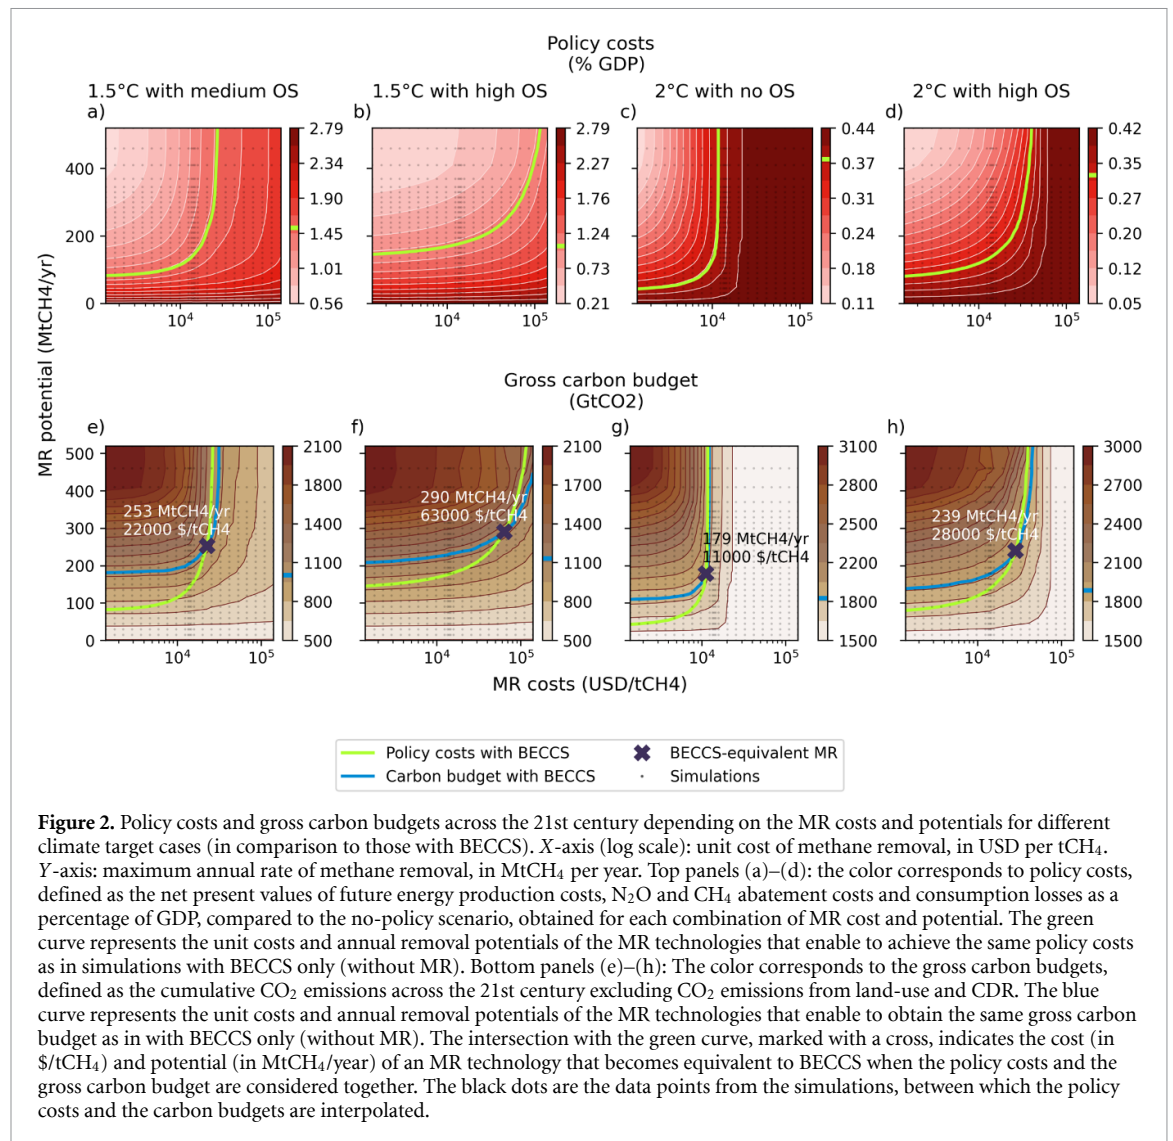 Policy costs
(% GDP)
1.5°C with medium OS
1.5°C with high OS
2°C with no OS
2°C with high OS
a)
b)
c)
d)
400
200
0
10⁴
10⁵
2.79
2.34
1.90
1.45
1.01
0.56
10⁴
10⁵
2.79
2.27
1.76
1.24
0.73
0.21
10⁴
10⁵
0.44
0.37
0.31
0.24
0.18
0.11
10⁴
10⁵
0.42
0.35
0.27
0.20
0.12
0.05
MR potential (MtCH4/yr)
Gross carbon budget
(GtCO2)
e)
f)
g)
h)
500
400
300
200
100
0
253 MtCH4/yr
22000 $/tCH4
10⁴
10⁵
2100
1800
1400
1100
800
500
290 MtCH4/yr
63000 $/tCH4
10⁴
10⁵
2100
1700
1400
1100
800
500
179 MtCH4/yr
11000 $/tCH4
10⁴
10⁵
3100
2800
2500
2200
1800
1500
239 MtCH4/yr
28000 $/tCH4
10⁴
10⁵
3000
2700
2400
2100
1800
1500
MR costs (USD/tCH4)
Policy costs with BECCS
Carbon budget with BECCS
BECCS-equivalent MR
Simulations
Figure 2. Policy costs and gross carbon budgets across the 21st century depending on the MR costs and potentials for different
climate target cases (in comparison to those with BECCS). X-axis (log scale): unit cost of methane removal, in USD per tCH₄.
Y-axis: maximum annual rate of methane removal, in MtCH₄ per year. Top panels (a)–(d): the color corresponds to policy costs,
defined as the net present values of future energy production costs, N₂O and CH₄ abatement costs and consumption losses as a
percentage of GDP, compared to the no-policy scenario, obtained for each combination of MR cost and potential. The green
curve represents the unit costs and annual removal potentials of the MR technologies that enable to achieve the same policy costs
as in simulations with BECCS only (without MR). Bottom panels (e)–(h): The color corresponds to the gross carbon budgets,
defined as the cumulative CO₂ emissions across the 21st century excluding CO₂ emissions from land-use and CDR. The blue
curve represents the unit costs and annual removal potentials of the MR technologies that enable to obtain the same gross carbon
budget as in with BECCS only (without MR). The intersection with the green curve, marked with a cross, indicates the cost (in
$/tCH₄) and potential (in MtCH₄/year) of an MR technology that becomes equivalent to BECCS when the policy costs and the
gross carbon budget are considered together. The black dots are the data points from the simulations, between which the policy
costs and the carbon budgets are interpolated.